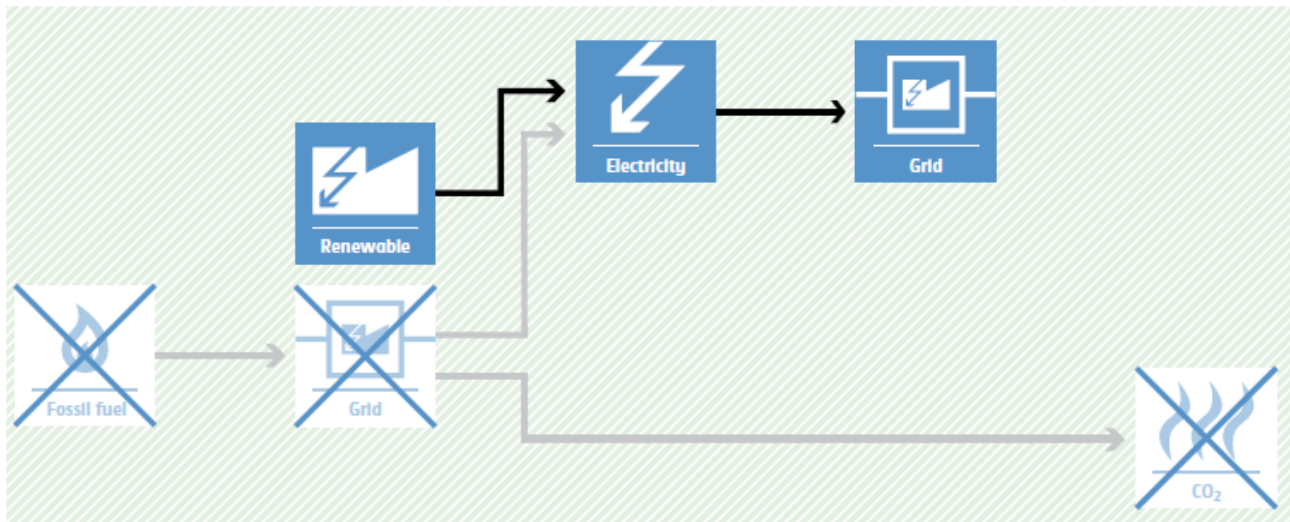 Electricity
Grid
Renewable
Fossil fuel
Grid
CO₂